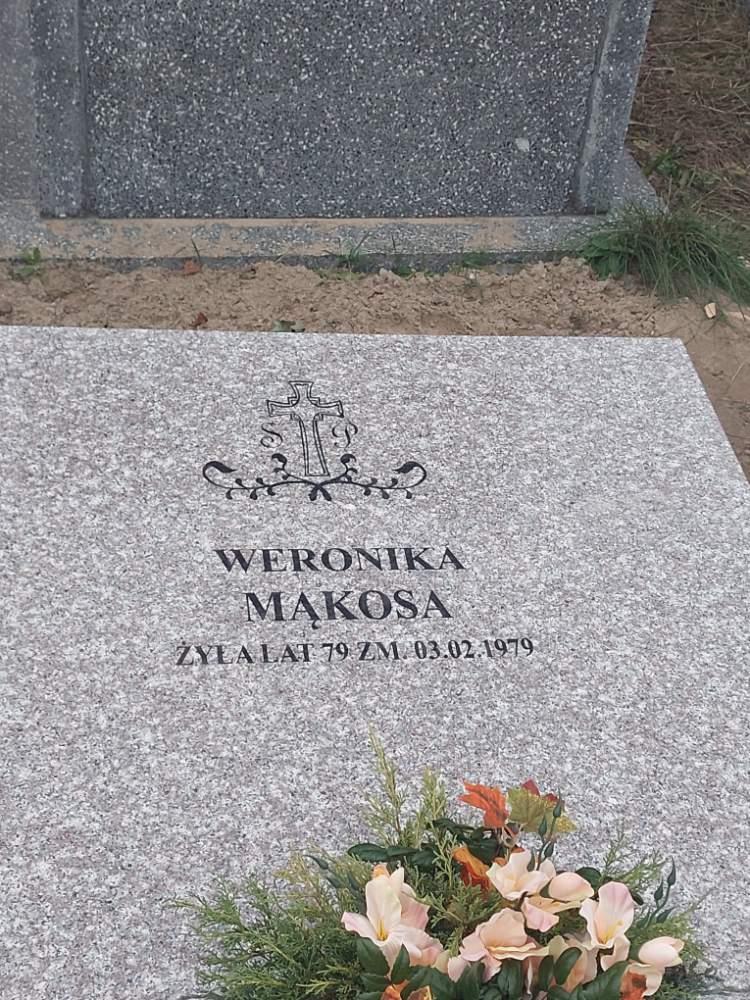 S P
WERONIKA
MĄKOSA
ŻYŁA LAT 79 ZM. 03.02.1979